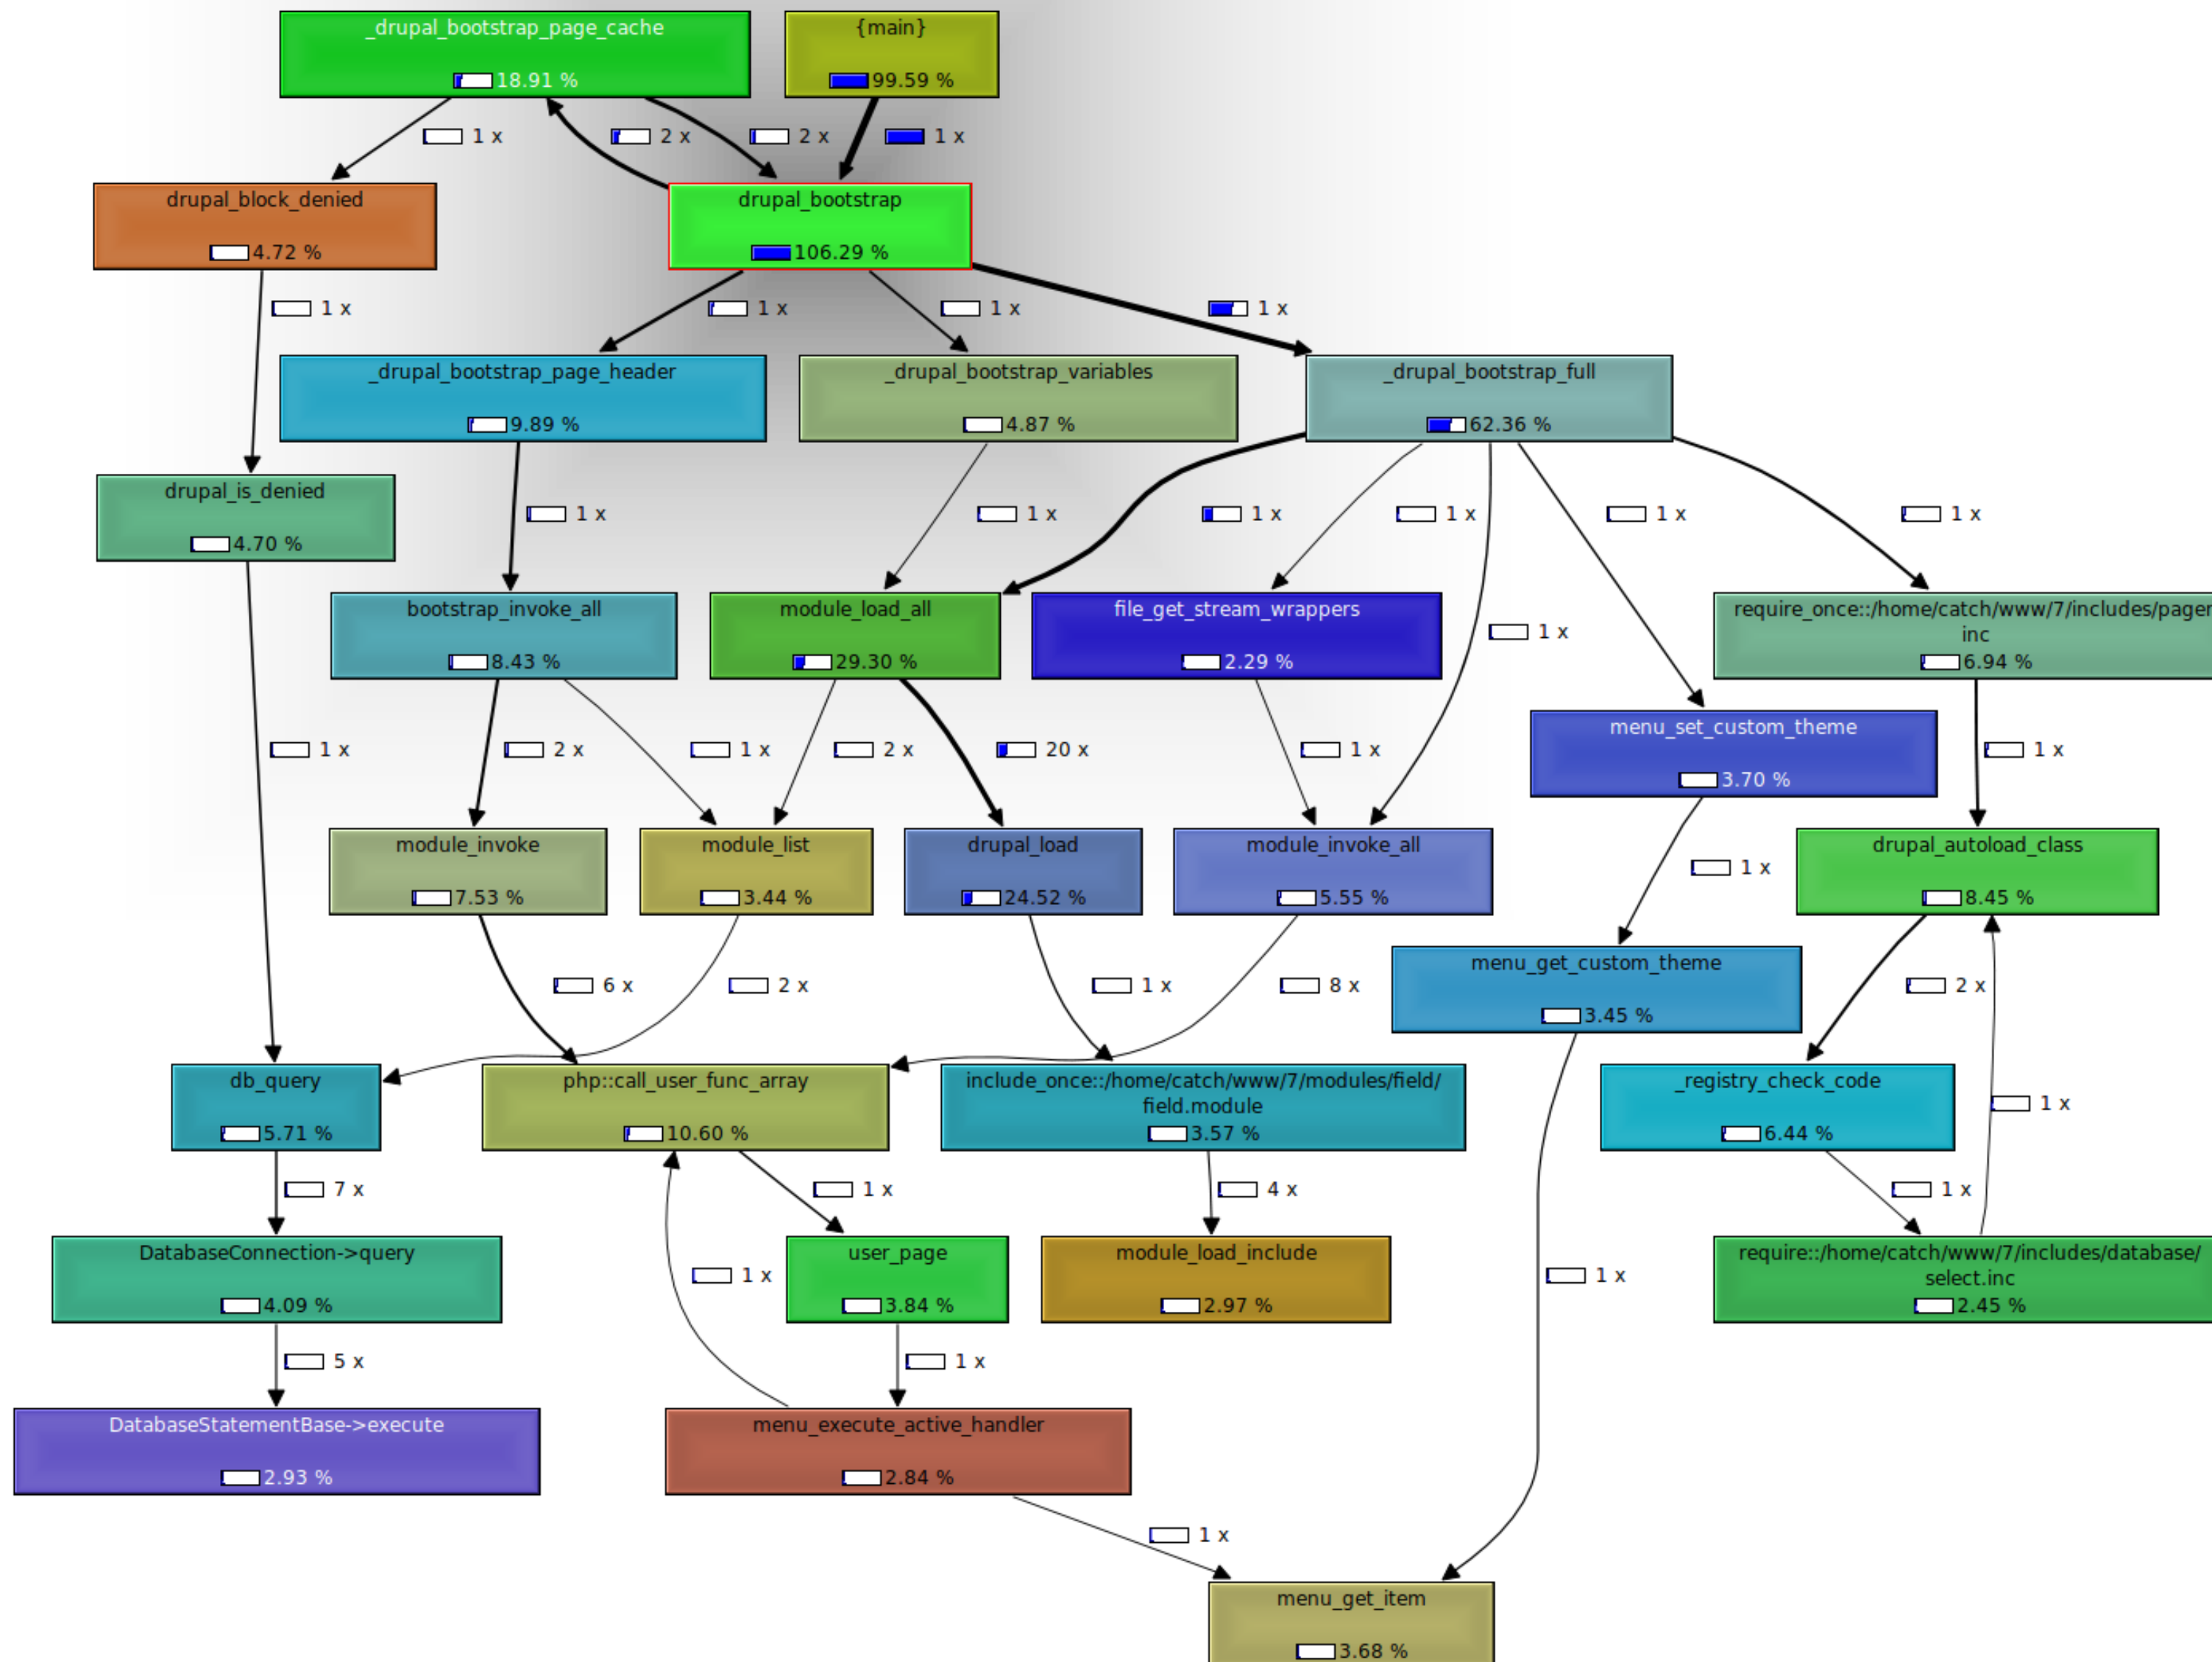 _drupal_bootstrap_page_cache
18.91 %
{main}
99.59 %
1 x
2 x
2 x
1 x
drupal_block_denied
4.72 %
drupal_bootstrap
106.29 %
1 x
1 x
1 x
1 x
_drupal_bootstrap_page_header
9.89 %
_drupal_bootstrap_variables
4.87 %
_drupal_bootstrap_full
62.36 %
drupal_is_denied
4.70 %
1 x
1 x
1 x
1 x
1 x
1 x
bootstrap_invoke_all
8.43 %
module_load_all
29.30 %
file_get_stream_wrappers
2.29 %
1 x
require_once::/home/catch/www/7/includes/pager
inc
6.94 %
menu_set_custom_theme
3.70 %
1 x
2 x
1 x
2 x
20 x
1 x
1 x
module_invoke
7.53 %
module_list
3.44 %
drupal_load
24.52 %
module_invoke_all
5.55 %
1 x
drupal_autoload_class
8.45 %
menu_get_custom_theme
3.45 %
6 x
2 x
1 x
8 x
2 x
db_query
5.71 %
php::call_user_func_array
10.60 %
include_once::/home/catch/www/7/modules/field/
field.module
3.57 %
_registry_check_code
6.44 %
1 x
7 x
1 x
4 x
1 x
DatabaseConnection->query
4.09 %
1 x
user_page
3.84 %
module_load_include
2.97 %
1 x
require::/home/catch/www/7/includes/database/
select.inc
2.45 %
5 x
1 x
DatabaseStatementBase->execute
2.93 %
menu_execute_active_handler
2.84 %
1 x
menu_get_item
3.68 %